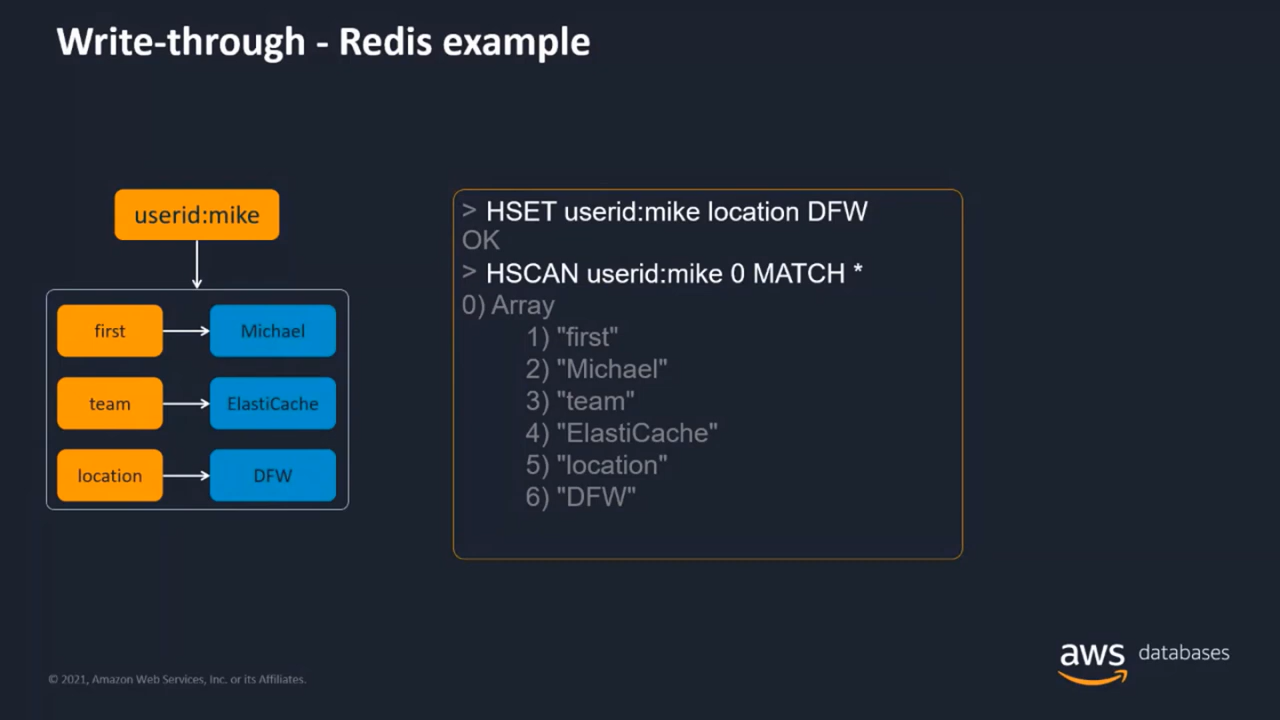 Write-through - Redis example
userid:mike
first
Michael
team
ElastiCache
location
DFW
> HSET userid:mike location DFW
OK
> HSCAN userid:mike 0 MATCH *
0) Array
1) "first"
2) "Michael"
3) "team"
4) "ElastiCache"
5) "location"
6) "DFW"
aws databases
© 2021, Amazon Web Services, Inc. or its Affiliates.